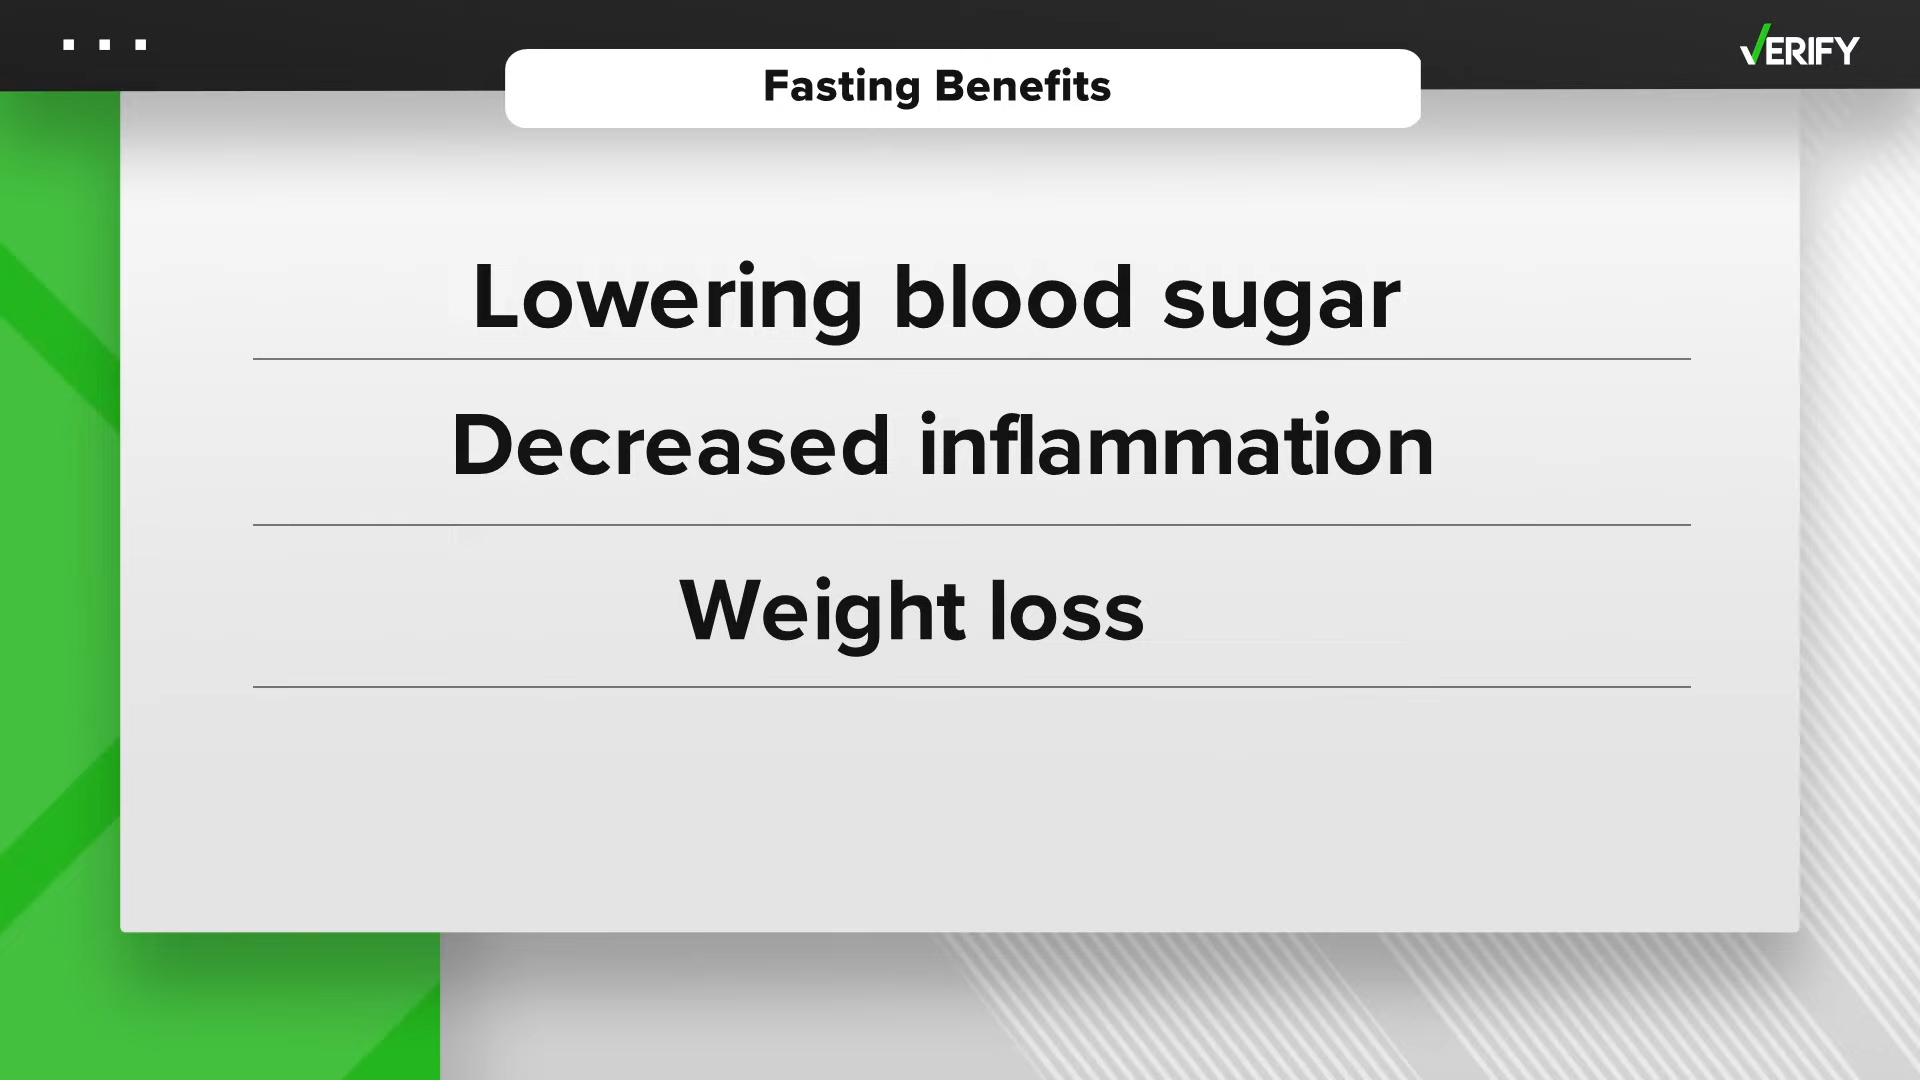 VERIFY
Fasting Benefits
Lowering blood sugar
Decreased inflammation
Weight loss